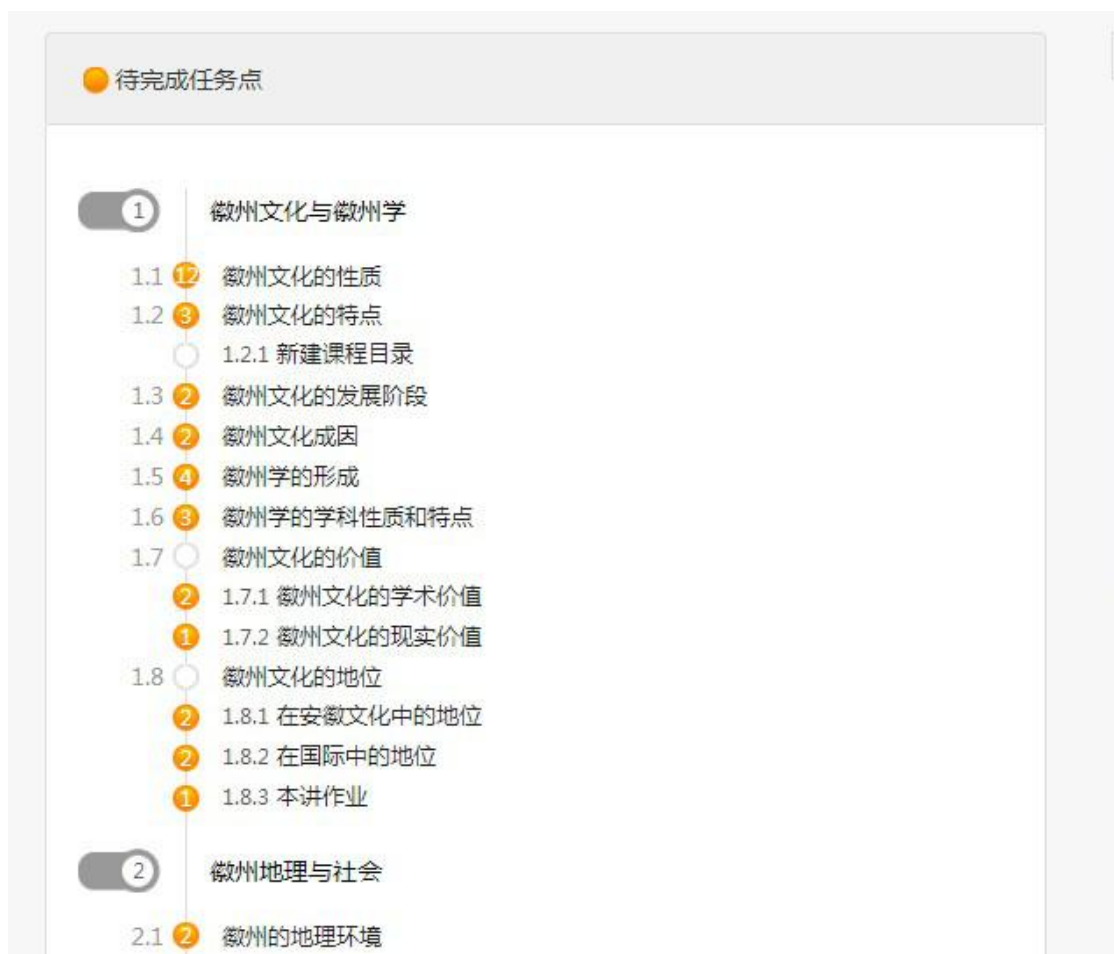 待完成任务点
1 徽州文化与徽州学
1.1 12 徽州文化的性质
1.2 3 徽州文化的特点
1.2.1 新建课程目录
1.3 2 徽州文化的发展阶段
1.4 2 徽州文化成因
1.5 4 徽州学的形成
1.6 3 徽州学的学科性质和特点
1.7 徽州文化的价值
2 1.7.1 徽州文化的学术价值
1 1.7.2 徽州文化的现实价值
1.8 徽州文化的地位
2 1.8.1 在安徽文化中的地位
2 1.8.2 在国际中的地位
1 1.8.3 本讲作业
2 徽州地理与社会
2.1 2 徽州的地理环境